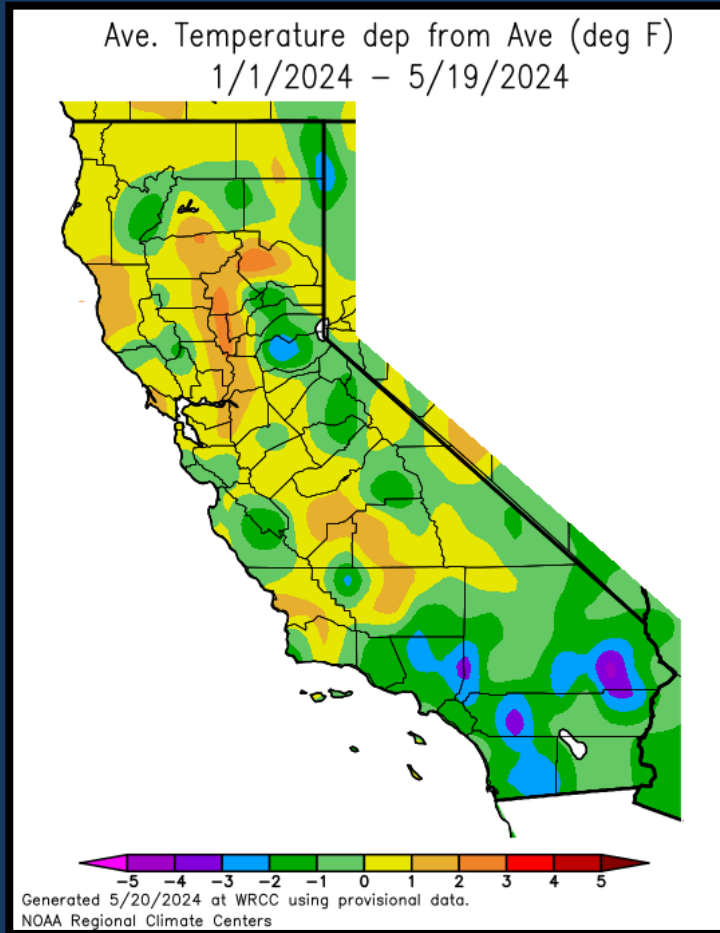 Ave. Temperature dep from Ave (deg F)
1/1/2024 – 5/19/2024
-5 -4 -3 -2 -1 0 1 2 3 4 5
Generated 5/20/2024 at WRCC using provisional data.
NOAA Regional Climate Centers